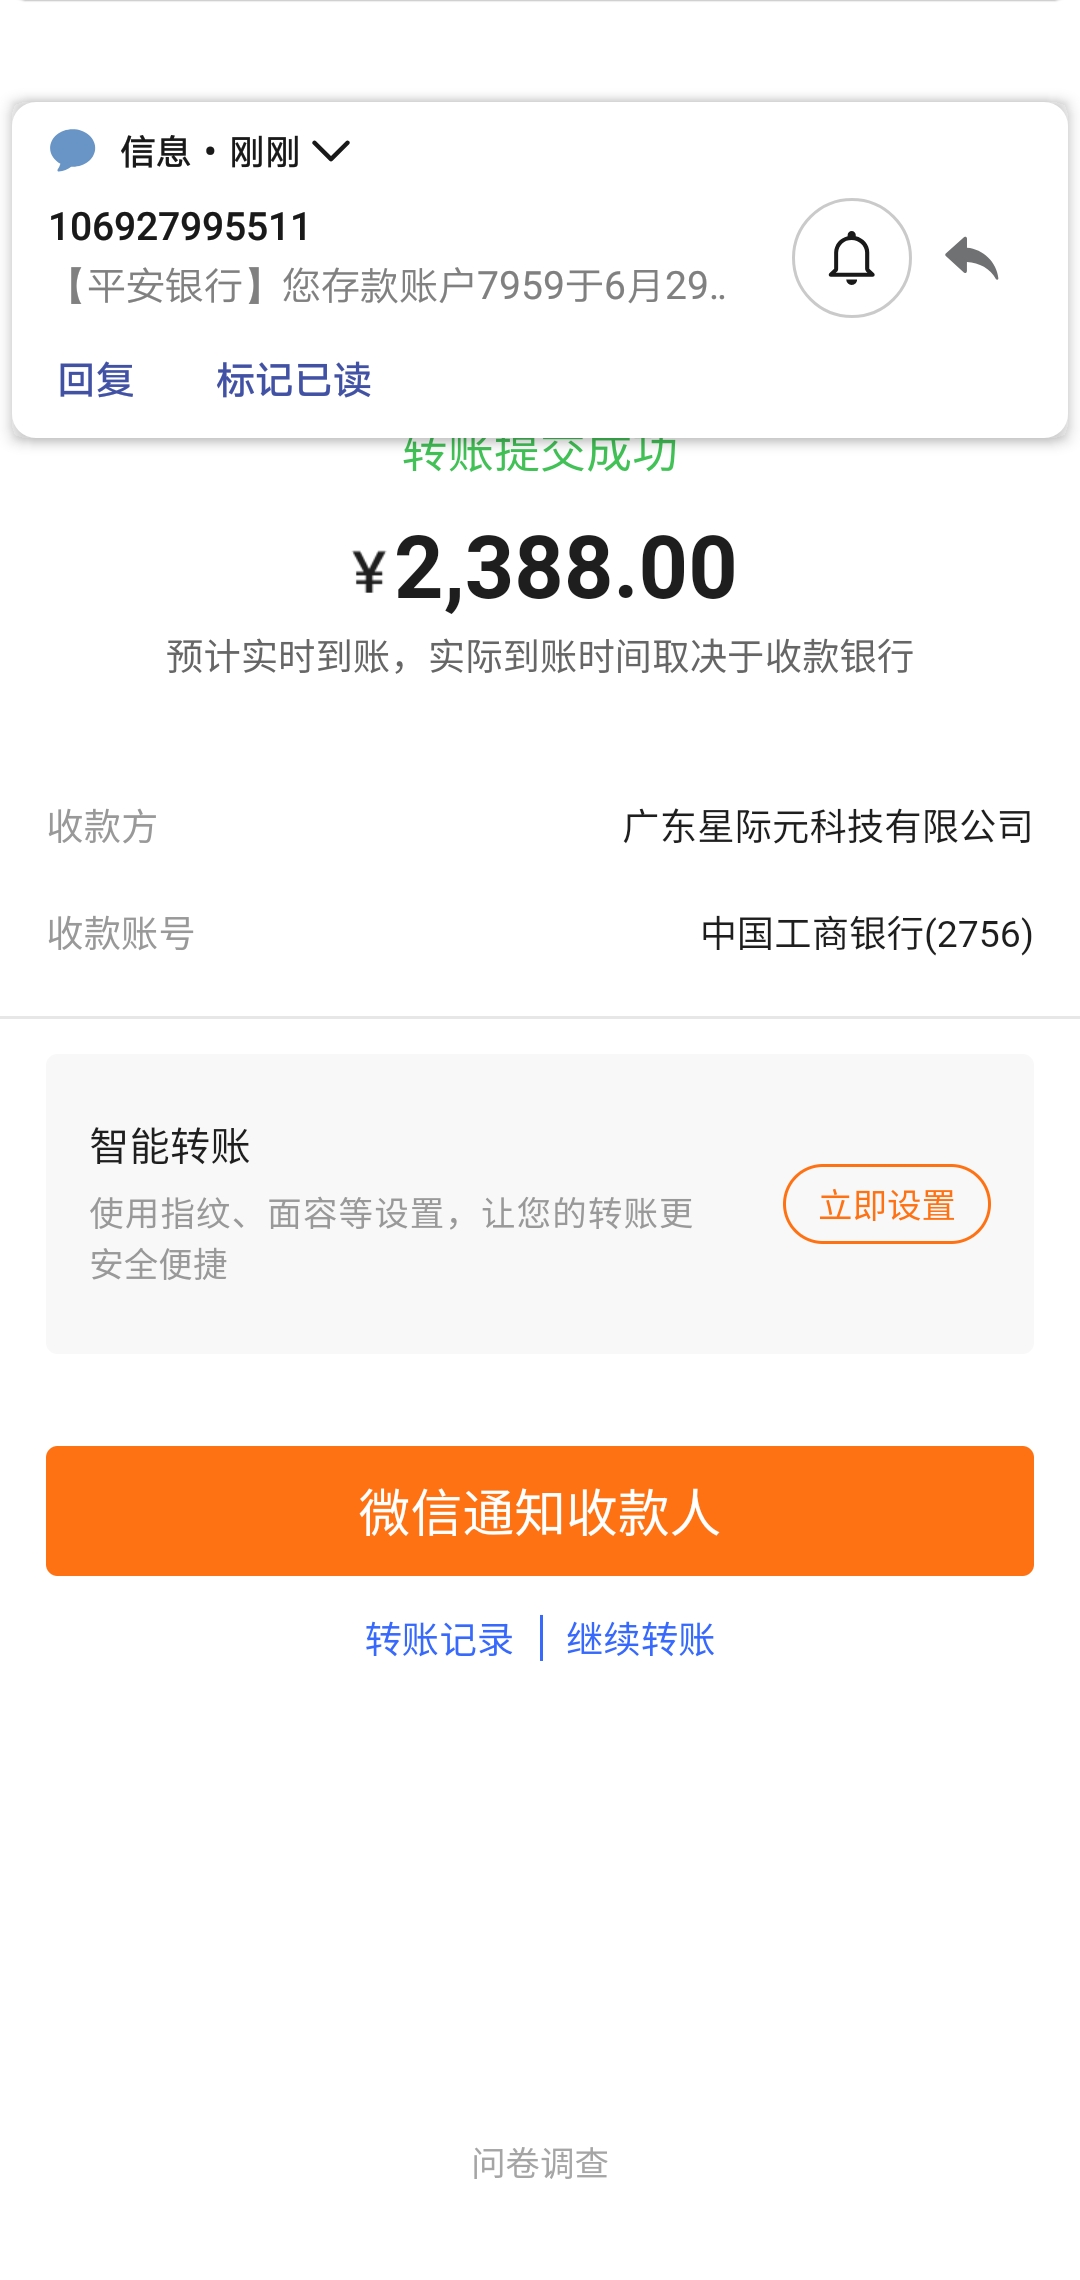 信息・刚刚
106927995511
【平安银行】您存款账户7959于6月29..
回复 标记已读
转账提交成功
¥2,388.00
预计实时到账，实际到账时间取决于收款银行
收款方 广东星际元科技有限公司
收款账号 中国工商银行(2756)
智能转账
使用指纹、面容等设置，让您的转账更
安全便捷
立即设置
微信通知收款人
转账记录 | 继续转账
问卷调查